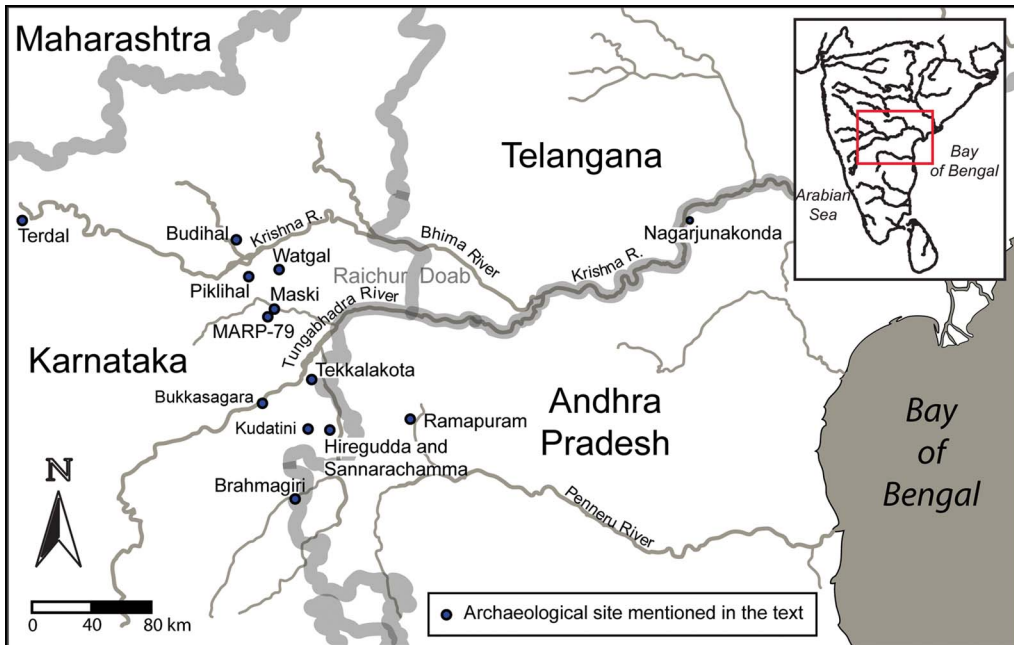 Maharashtra
Telangana
Bay
of Bengal
Arabian
Sea
Terdal
Budihal
Krishna R.
Watgal
Bhima River
Nagarjunakonda
Piklihal
Raichur Doab
Krishna R.
Maski
MARP-79
Tungabhadra River
Karnataka
Tekkalakota
Bukkasagara
Andhra
Pradesh
Kudatini
Ramapuram
Hiregudda and
Sannarachamma
Bay
of
Bengal
Brahmagiri
Penneru River
N
0 40 80 km
Archaeological site mentioned in the text